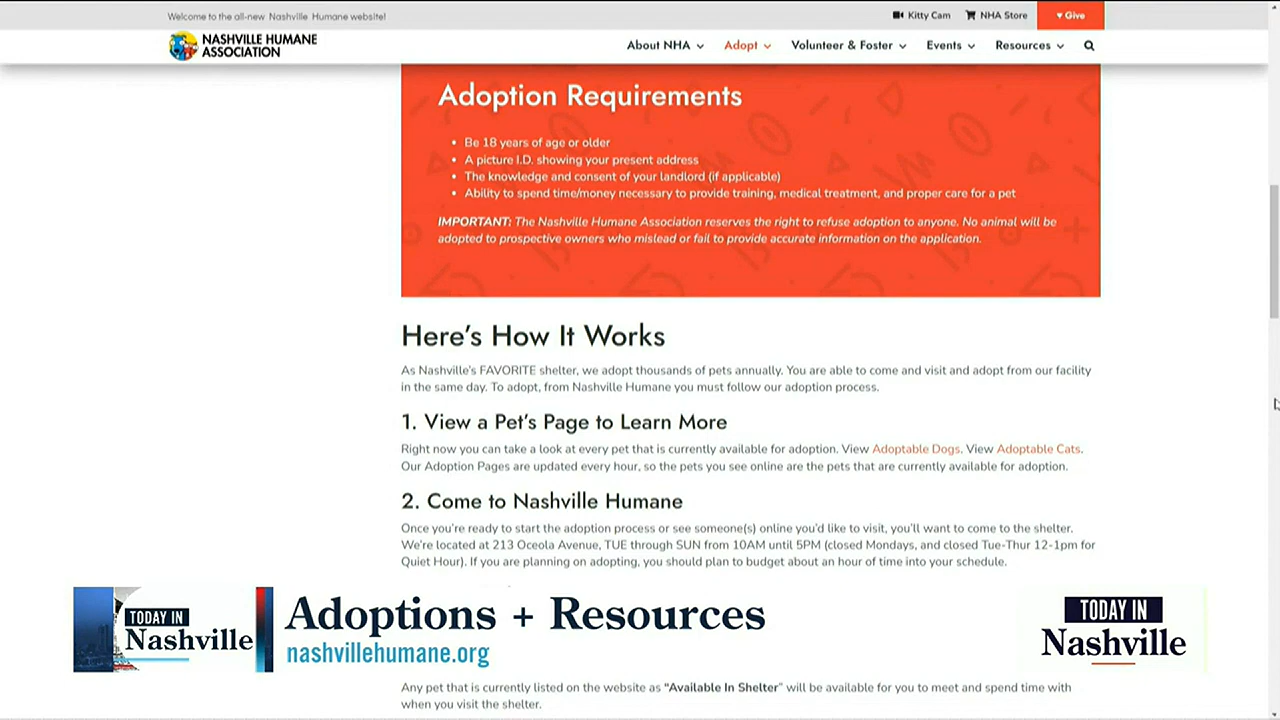 Welcome to the all-new Nashville Humane website!
Kitty Cam
NHA Store
Give
NASHVILLE HUMANE
ASSOCIATION
About NHA
Adopt
Volunteer & Foster
Events
Resources
Adoption Requirements
• Be 18 years of age or older
• A picture I.D. showing your present address
• The knowledge and consent of your landlord (if applicable)
• Ability to spend time/money necessary to provide training, medical treatment, and proper care for a pet
IMPORTANT: The Nashville Humane Association reserves the right to refuse adoption to anyone. No animal will be
adopted to prospective owners who mislead or fail to provide accurate information on the application.
Here's How It Works
As Nashville's FAVORITE shelter, we adopt thousands of pets annually. You are able to come and visit and adopt from our facility
in the same day. To adopt, from Nashville Humane you must follow our adoption process.
1. View a Pet's Page to Learn More
Right now you can take a look at every pet that is currently available for adoption. View Adoptable Dogs. View Adoptable Cats.
Our Adoption Pages are updated every hour, so the pets you see online are the pets that are currently available for adoption.
2. Come to Nashville Humane
Once you're ready to start the adoption process or see someone(s) online you'd like to visit, you'll want to come to the shelter.
We're located at 213 Oceola Avenue, TUE through SUN from 10AM until 5PM (closed Mondays, and closed Tue-Thur 12-1pm for
Quiet Hour). If you are planning on adopting, you should plan to budget about an hour of time into your schedule.
TODAY IN
Nashville
Adoptions + Resources
nashvillehumane.org
TODAY IN
Nashville
Any pet that is currently listed on the website as "Available In Shelter" will be available for you to meet and spend time with
when you visit the shelter.